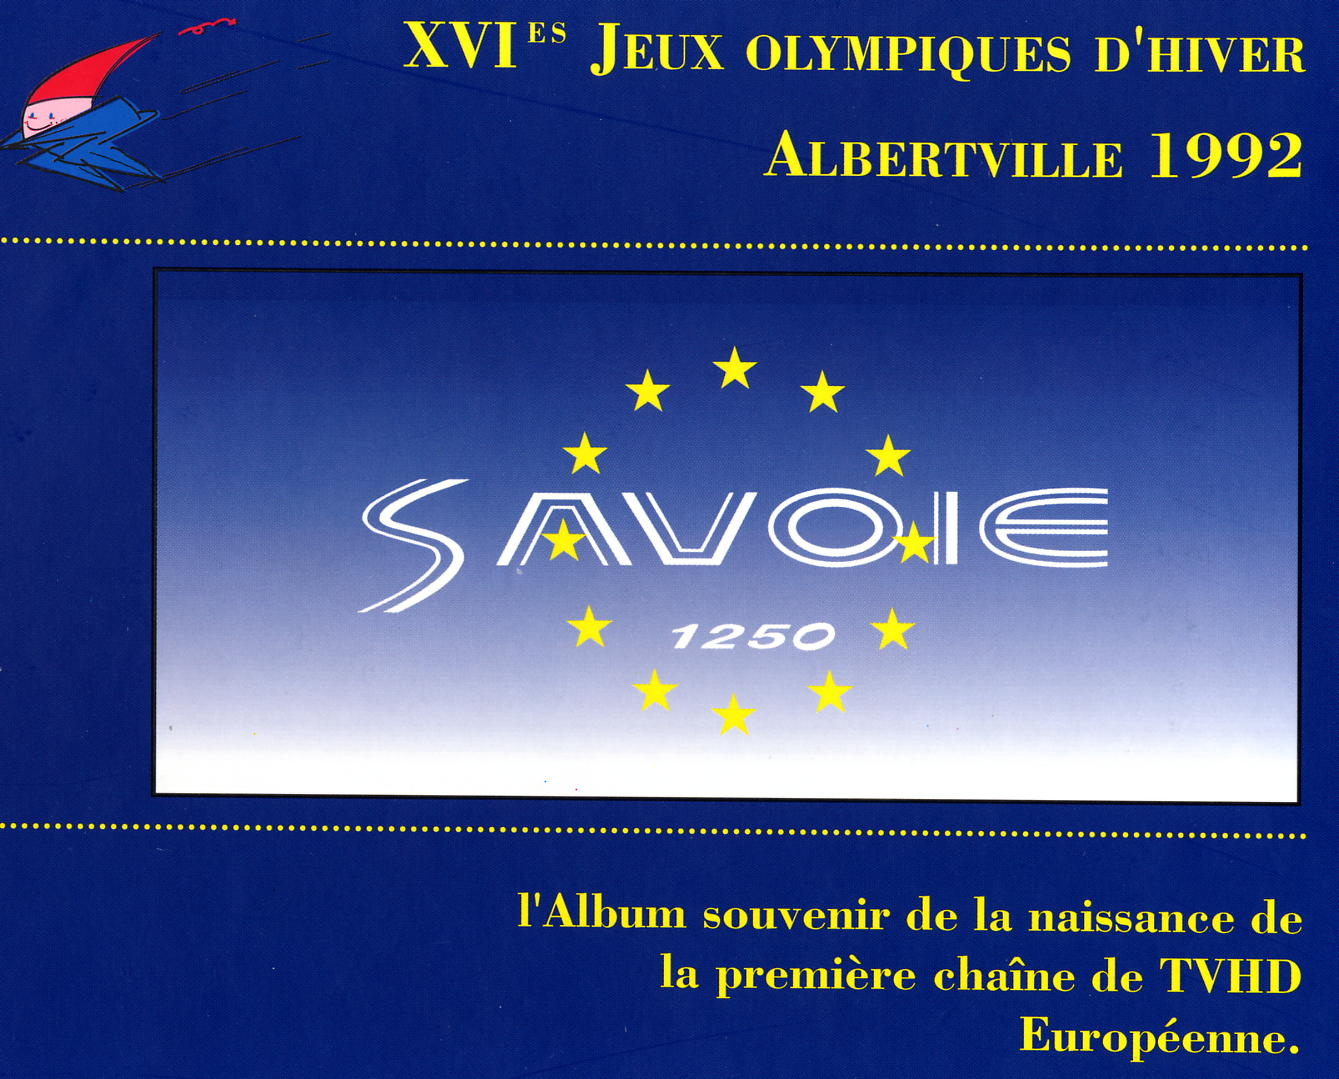 XVIES JEUX OLYMPIQUES D'HIVER
ALBERTVILLE 1992
SAVOIE
1250
l'Album souvenir de la naissance de
la première chaîne de TVHD
Européenne.